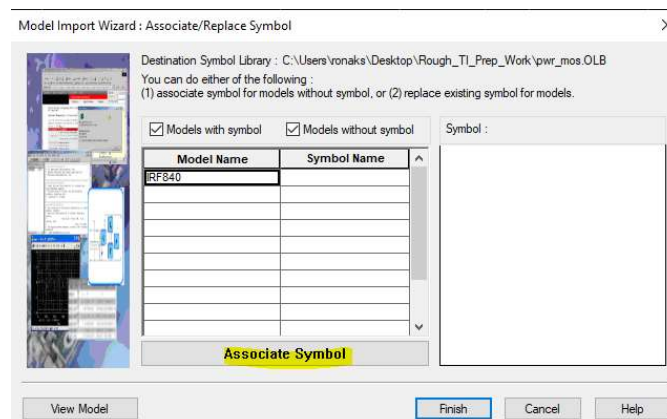 Model Import Wizard : Associate/Replace Symbol
Destination Symbol Library : C:\Users\ronaks\Desktop\Rough_TI_Prep_Work\pwr_mos.OLB
You can do either of the following :
(1) associate symbol for models without symbol, or (2) replace existing symbol for models.
Models with symbol
Models without symbol
Symbol :
Model Name
Symbol Name
IRF840
Associate Symbol
View Model
Finish
Cancel
Help